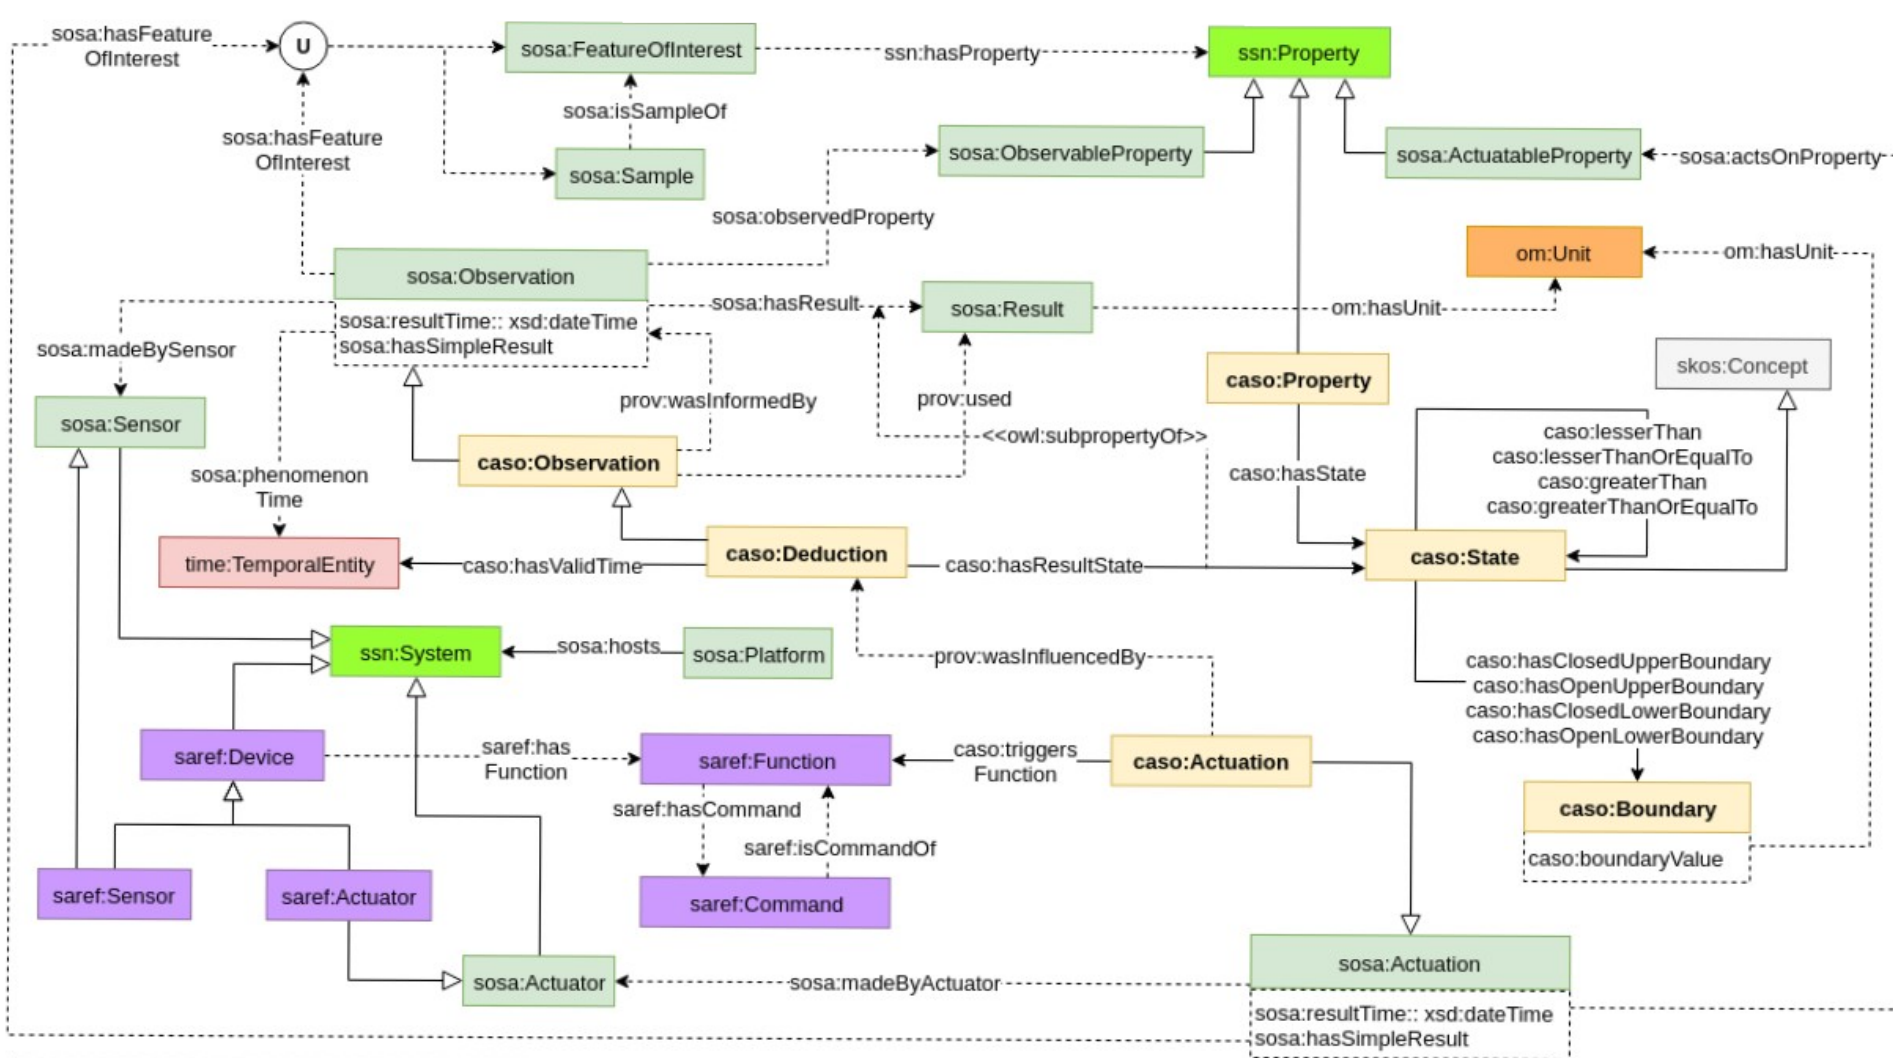 sosa:hasFeature
OfInterest
U
sosa:FeatureOfInterest
ssn:hasProperty
ssn:Property
sosa:isSampleOf
sosa:hasFeature
OfInterest
sosa:Sample
sosa:ObservableProperty
sosa:ActuatableProperty
sosa:actsOnProperty
sosa:observedProperty
sosa:Observation
om:Unit
om:hasUnit
sosa:resultTime:: xsd:dateTime
sosa:hasSimpleResult
sosa:hasResult
sosa:Result
om:hasUnit
sosa:madeBySensor
skos:Concept
caso:Property
prov:wasInformedBy
prov:used
sosa:Sensor
<<owl:subpropertyOf>>
caso:lesserThan
caso:lesserThanOrEqualTo
caso:greaterThan
caso:greaterThanOrEqualTo
caso:Observation
caso:hasState
sosa:phenomenon
Time
time:TemporalEntity
caso:hasValidTime
caso:Deduction
caso:hasResultState
caso:State
ssn:System
sosa:hosts
sosa:Platform
prov:wasInfluencedBy
caso:hasClosedUpperBoundary
caso:hasOpenUpperBoundary
caso:hasClosedLowerBoundary
caso:hasOpenLowerBoundary
saref:Device
saref:has
Function
saref:Function
caso:triggers
Function
caso:Actuation
saref:hasCommand
saref:isCommandOf
caso:Boundary
caso:boundaryValue
saref:Sensor
saref:Actuator
saref:Command
sosa:Actuator
sosa:madeByActuator
sosa:Actuation
sosa:resultTime:: xsd:dateTime
sosa:hasSimpleResult